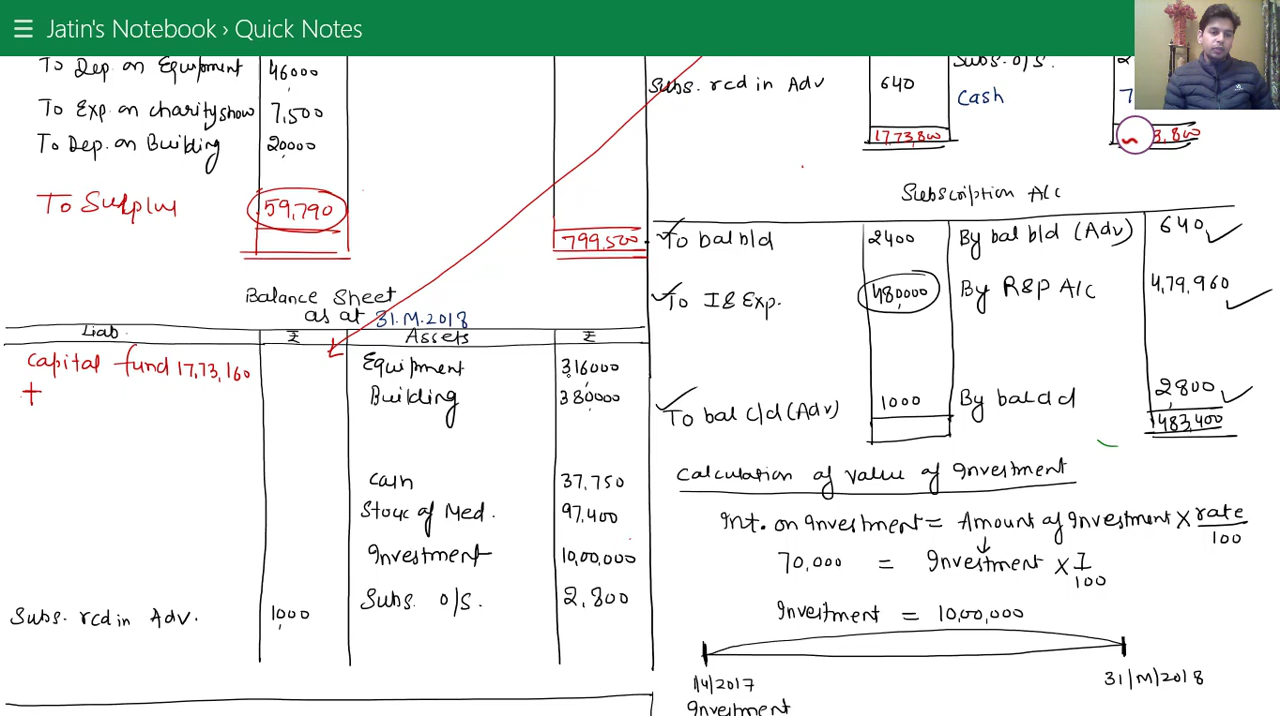 Jatin's Notebook › Quick Notes
To Dep. on Equipment 46000
To Exp. on charity show 7,500
To Dep. on Building 20000
To Surplus 59,790
799,500
Balance Sheet
as at 31.M.2018
Liab. ₹ Assets ₹
Capital fund 17,73,160 Equipment 316000
+ Building 380000
Cash 37,750
Stock of Med. 97,400
Investment 10,00,000
Subs. o/s. 2,800
Subs. rcd in Adv. 1000
Subs. o/s.
Subs. rcd in Adv 640 Cash 7
17,73,800 3,800
Subscription A/c
To bal b/d 2400 By bal b/d (Adv) 640
To I&Exp. 480000 By R&P A/c 4,79,960
To bal c/d (Adv) 1000 By bal c/d 2800
483,400
Calculation of value of Investment
Int. on Investment = Amount of Investment × rate/100
70,000 = Investment × 7/100
Investment = 10,00,000
1/4/2017 31/M/2018
Investment